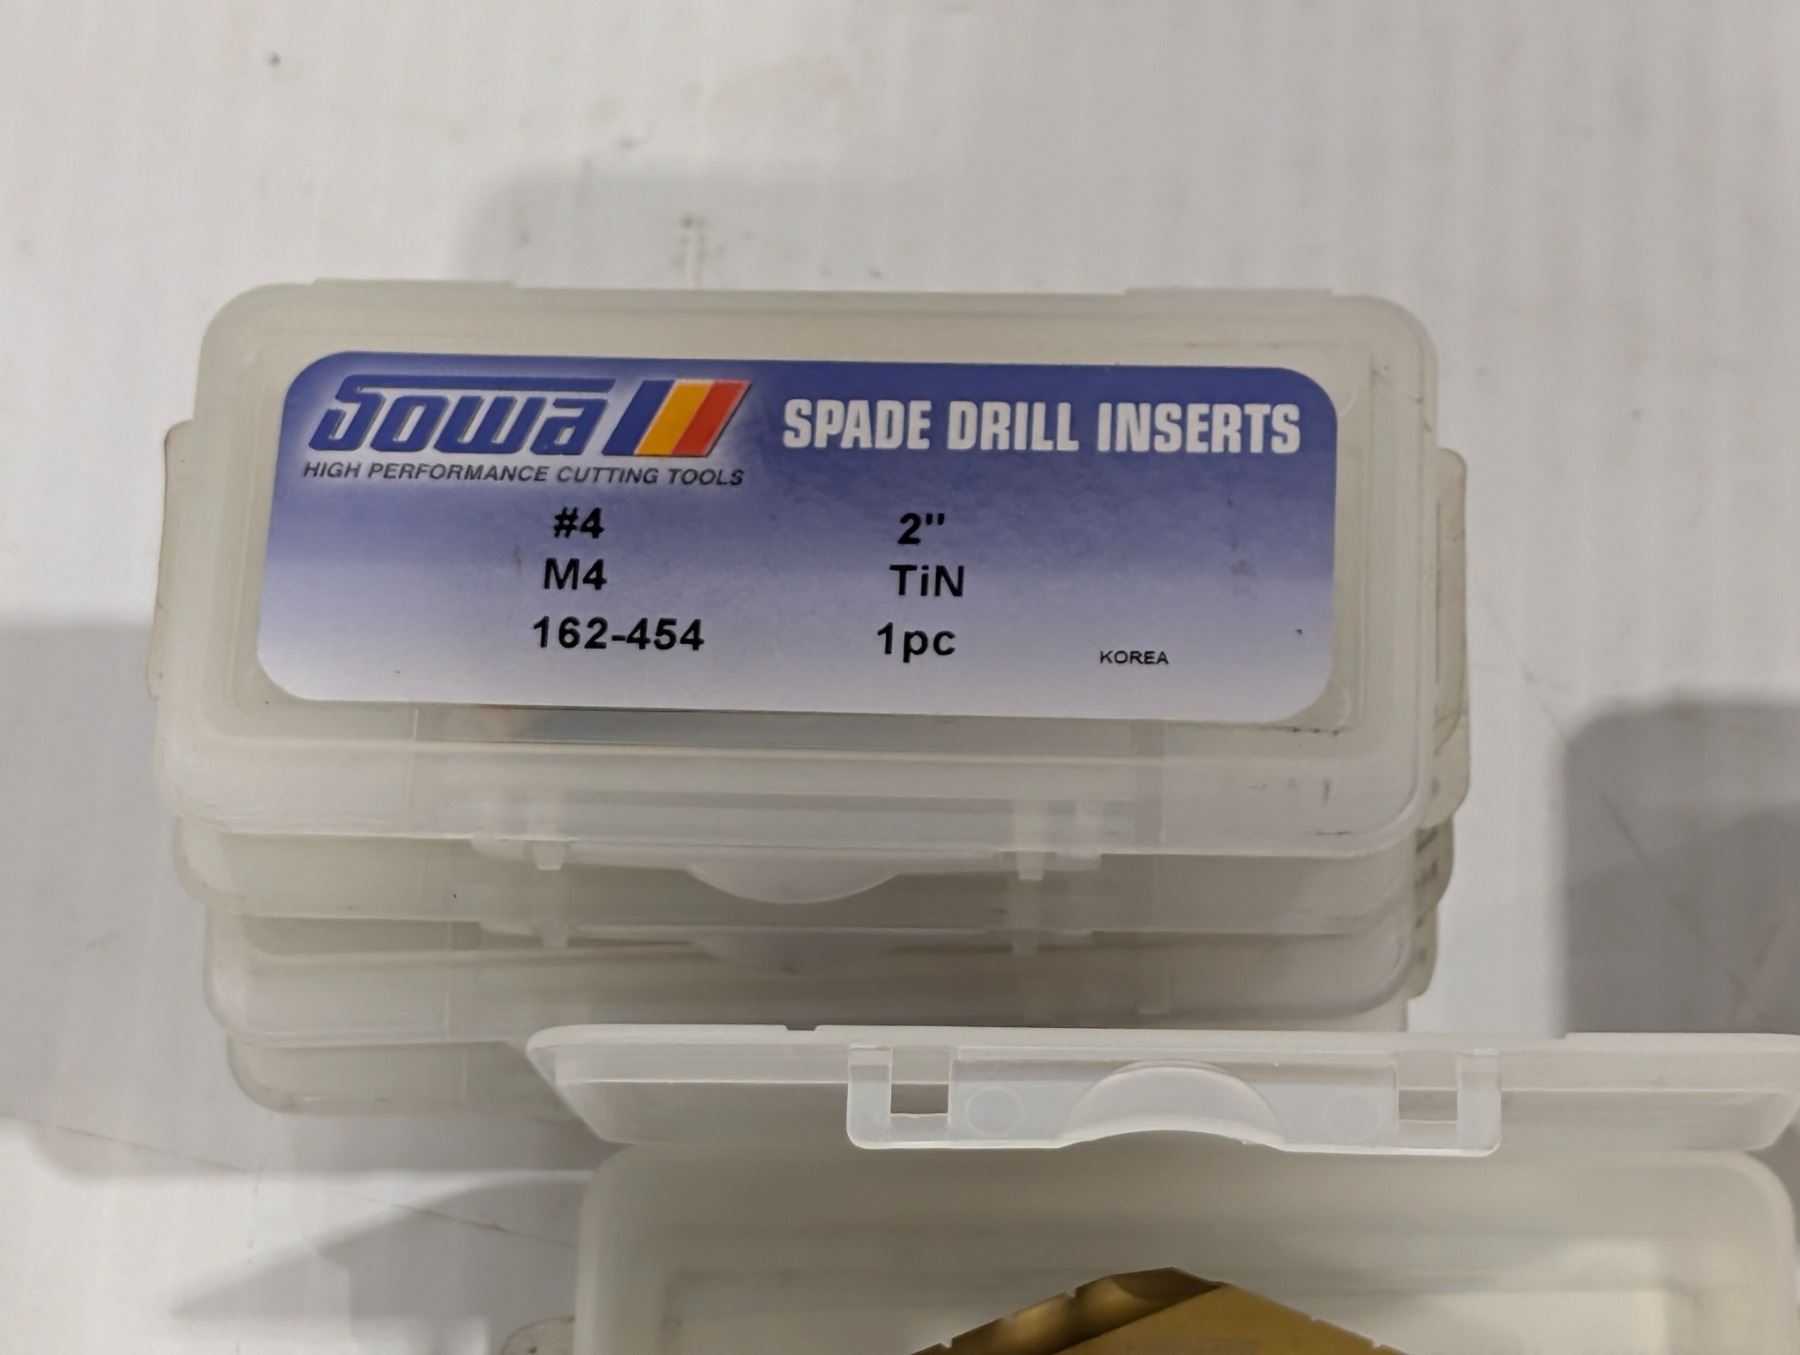 Sowa SPADE DRILL INSERTS
HIGH PERFORMANCE CUTTING TOOLS
#4 2"
M4 TiN
162-454 1pc KOREA